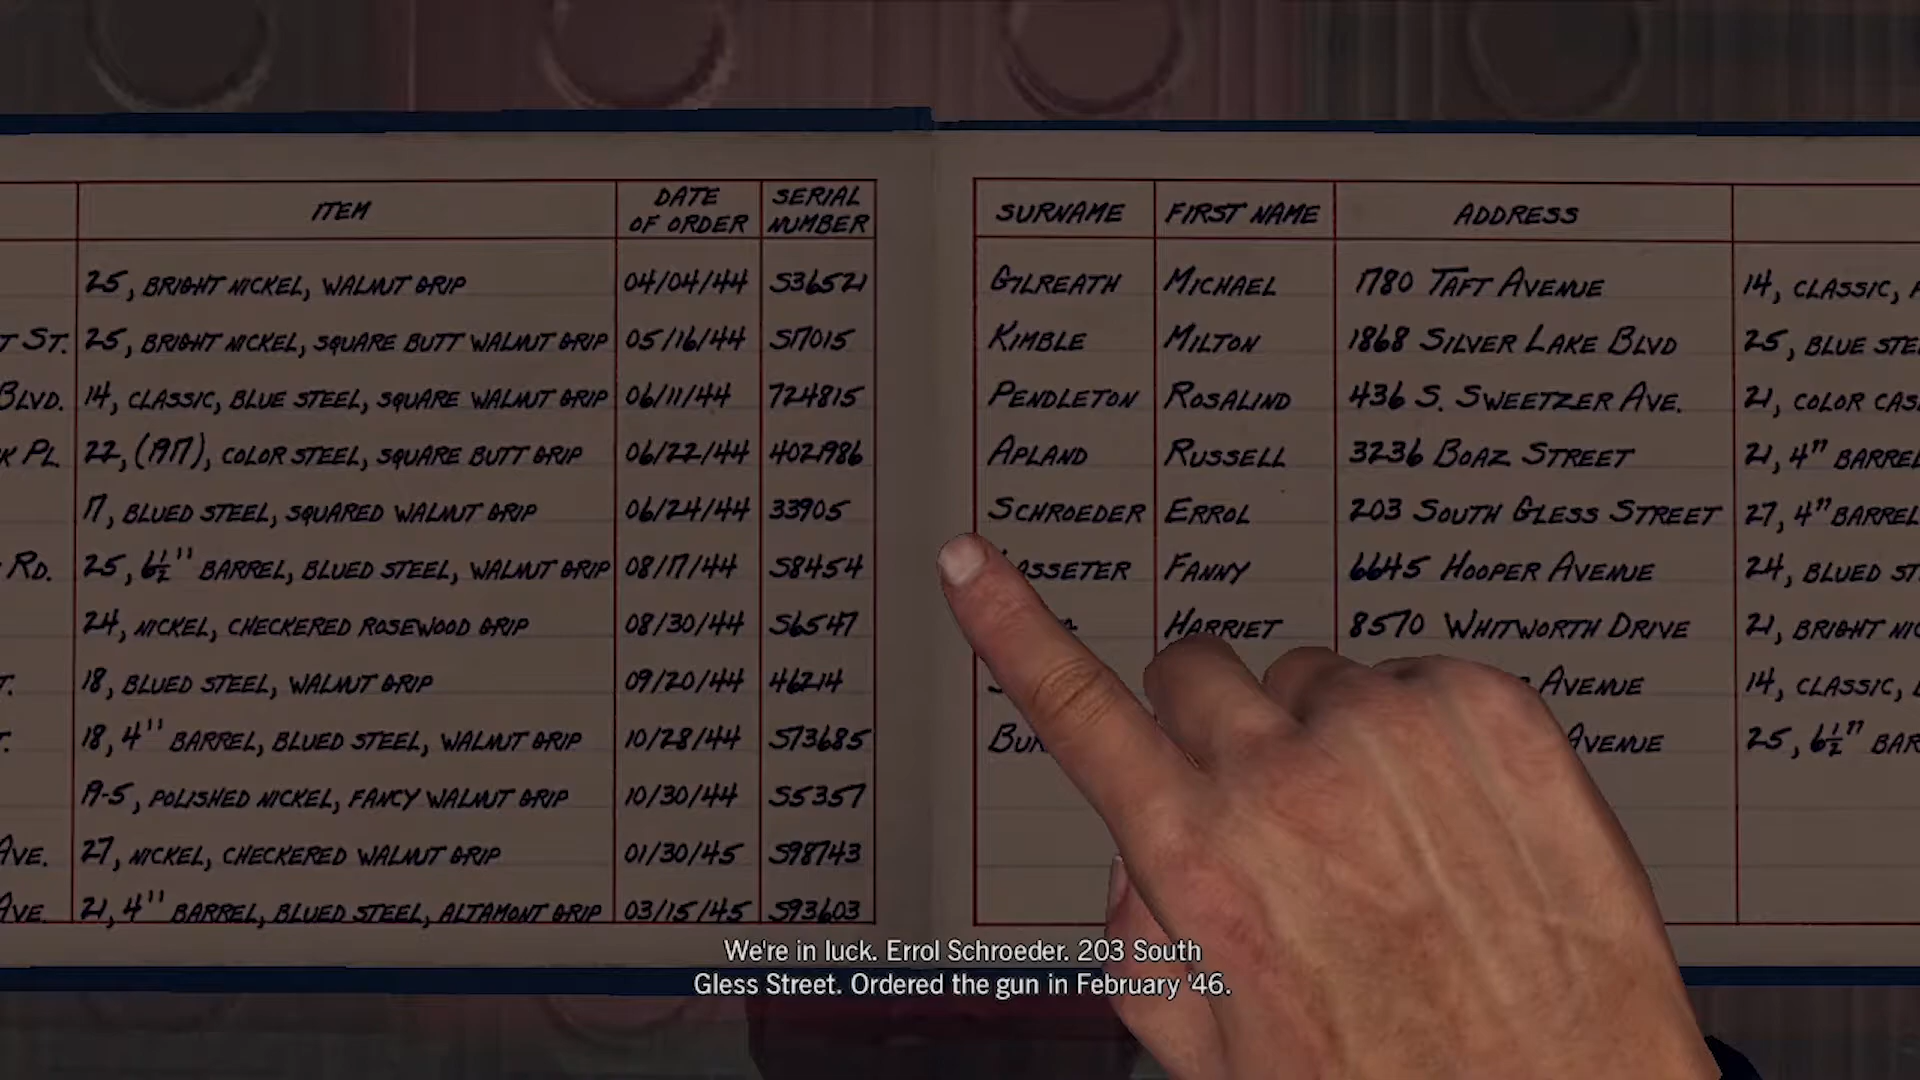 ITEM DATE OF ORDER SERIAL NUMBER
25, BRIGHT NICKEL, WALNUT GRIP 04/04/44 S36521
T ST. 25, BRIGHT NICKEL, SQUARE BUTT WALNUT GRIP 05/16/44 S17015
BLVD. 14, CLASSIC, BLUE STEEL, SQUARE WALNUT GRIP 06/11/44 724815
K PL. 22, (1917), COLOR STEEL, SQUARE BUTT GRIP 06/22/44 4021986
17, BLUED STEEL, SQUARED WALNUT GRIP 06/24/44 33905
RD. 25, 6½" BARREL, BLUED STEEL, WALNUT GRIP 08/17/44 S8454
24, NICKEL, CHECKERED ROSEWOOD GRIP 08/30/44 S6547
T. 18, BLUED STEEL, WALNUT GRIP 09/20/44 46214
T. 18, 4" BARREL, BLUED STEEL, WALNUT GRIP 10/28/44 S73685
19-5, POLISHED NICKEL, FANCY WALNUT GRIP 10/30/44 S5357
AVE. 27, NICKEL, CHECKERED WALNUT GRIP 01/30/45 S98743
AVE. 21, 4" BARREL, BLUED STEEL, ALTAMONT GRIP 03/15/45 S93603
SURNAME FIRST NAME ADDRESS
GILREATH MICHAEL 1780 TAFT AVENUE 14, CLASSIC,
KIMBLE MILTON 1868 SILVER LAKE BLVD 25, BLUE STE
PENDLETON ROSALIND 436 S. SWEETZER AVE. 21, COLOR CAS
APLAND RUSSELL 3236 BOAZ STREET 21, 4" BARREL
SCHROEDER ERROL 203 SOUTH GLESS STREET 27, 4" BARREL
ASSETER FANNY 6645 HOOPER AVENUE 24, BLUED ST
HARRIET 8570 WHITWORTH DRIVE 21, BRIGHT NIC
AVENUE 14, CLASSIC,
BUR AVENUE 25, 6½" BAR
We're in luck. Errol Schroeder. 203 South
Gless Street. Ordered the gun in February '46.